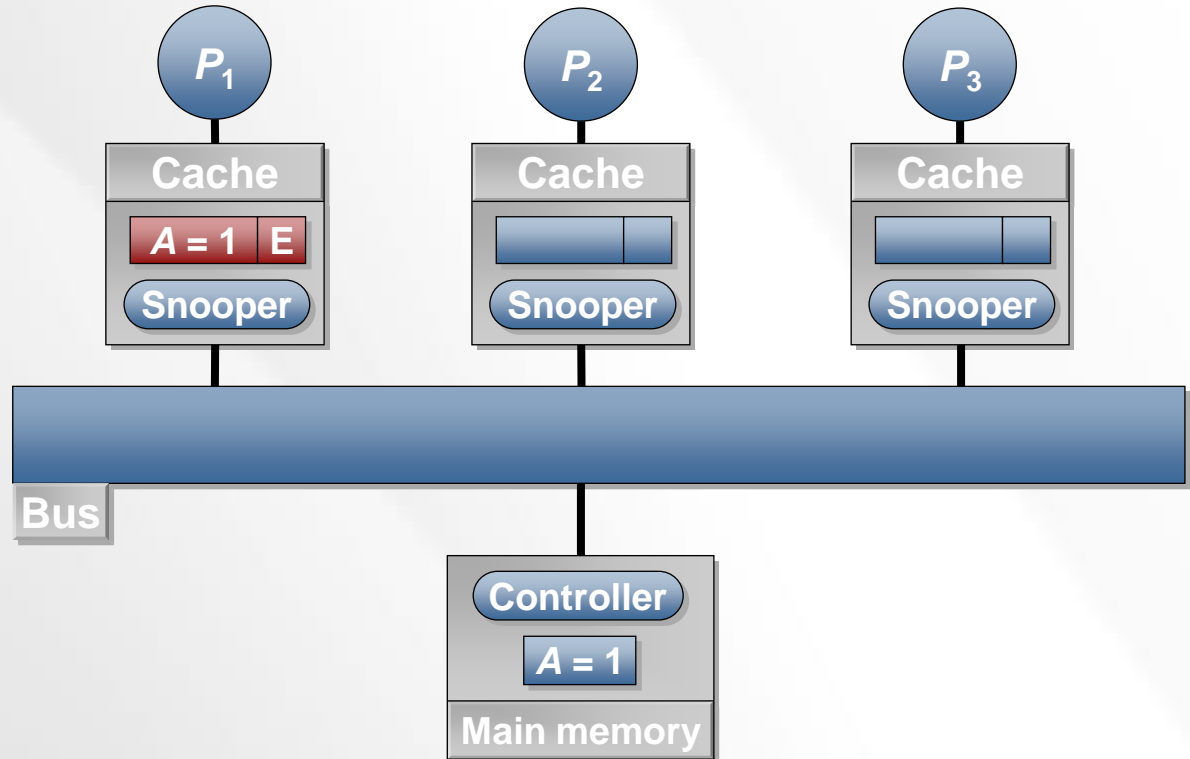 P1 P2 P3
Cache Cache Cache
A = 1 E
Snooper Snooper Snooper
Bus
Controller
A = 1
Main memory